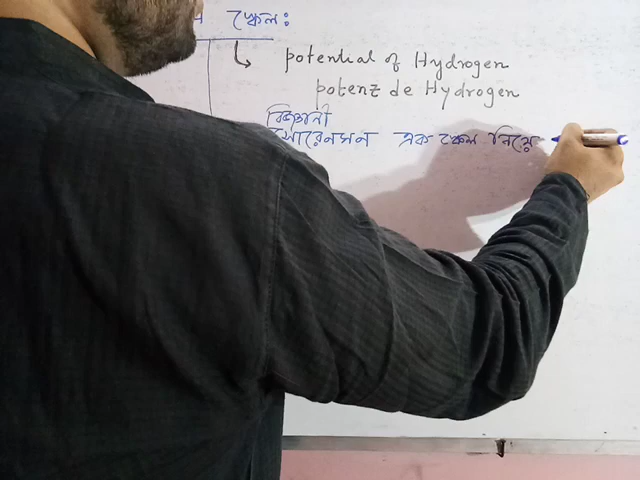 স্কেলঃ
potential of Hydrogen
potenz de Hydrogen
বিজ্ঞানী
সোরেনসন এক স্কেল নিয়ে